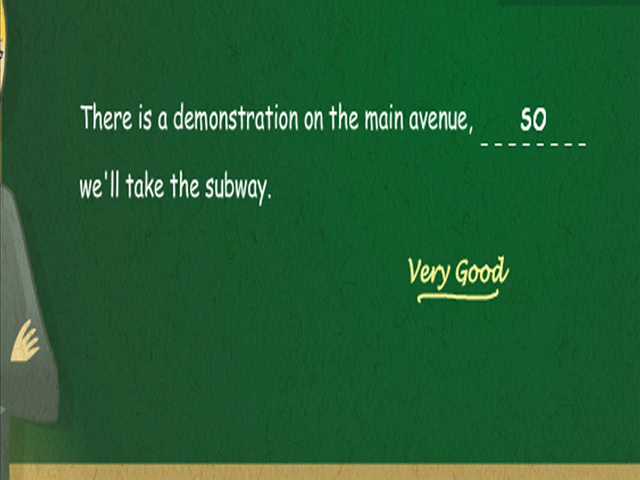 There is a demonstration on the main avenue, so
we'll take the subway.
Very Good